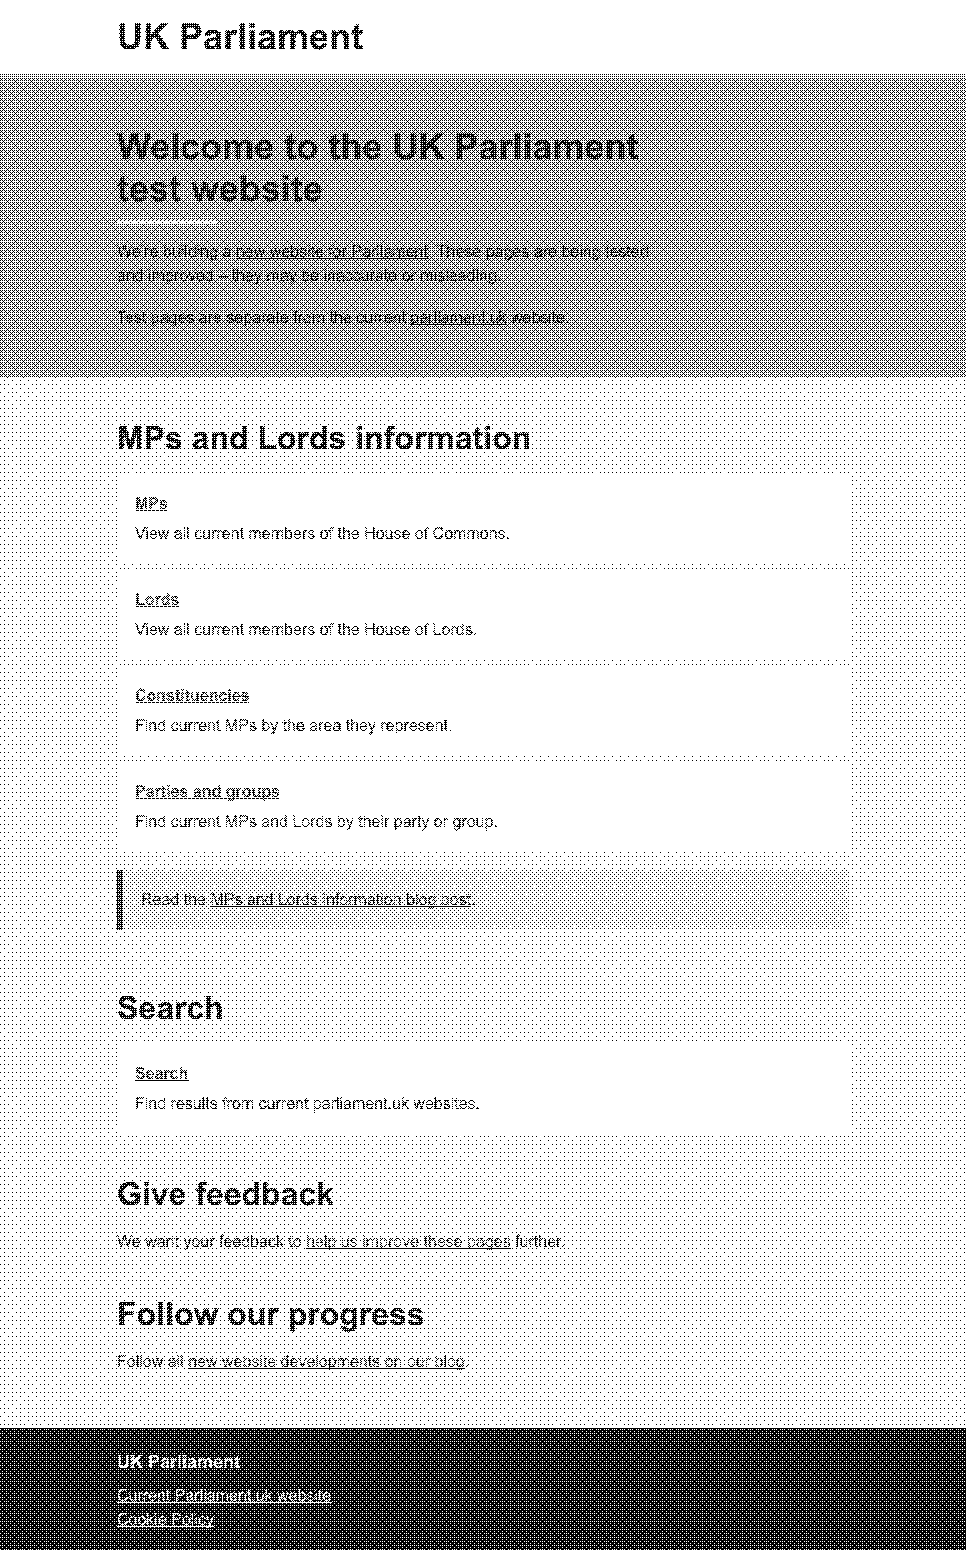 UK Parliament
Welcome to the UK Parliament
test website
We're building a new website for Parliament. These pages are being tested
and improved – they may be inaccurate or misleading.
Test pages are separate from the current parliament.uk website.
MPs and Lords information
MPs
View all current members of the House of Commons.
Lords
View all current members of the House of Lords.
Constituencies
Find current MPs by the area they represent.
Parties and groups
Find current MPs and Lords by their party or group.
Read the MPs and Lords information blog post.
Search
Search
Find results from current parliament.uk websites.
Give feedback
We want your feedback to help us improve these pages further.
Follow our progress
Follow all new website developments on our blog.
UK Parliament
Current Parliament.uk website
Cookie Policy